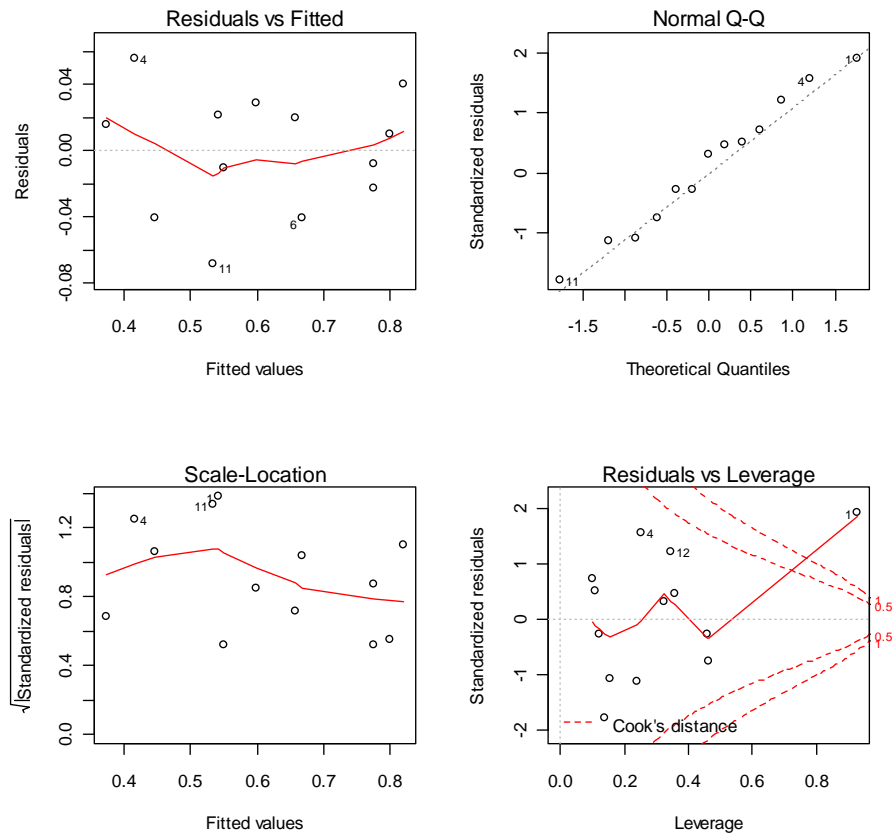 Residuals vs Fitted
Residuals
0.04
0.00
-0.04
-0.08
4
6
11
0.4 0.5 0.6 0.7 0.8
Fitted values
Normal Q-Q
Standardized residuals
2
1
0
-1
1
4
11
-1.5 -0.5 0.0 0.5 1.0 1.5
Theoretical Quantiles
Scale-Location
√|Standardized residuals|
1.2
0.8
0.4
0.0
4
1
11
0.4 0.5 0.6 0.7 0.8
Fitted values
Residuals vs Leverage
Standardized residuals
2
1
0
-1
-2
1
4
12
1
0.5
0.5
1
Cook's distance
0.0 0.2 0.4 0.6 0.8
Leverage